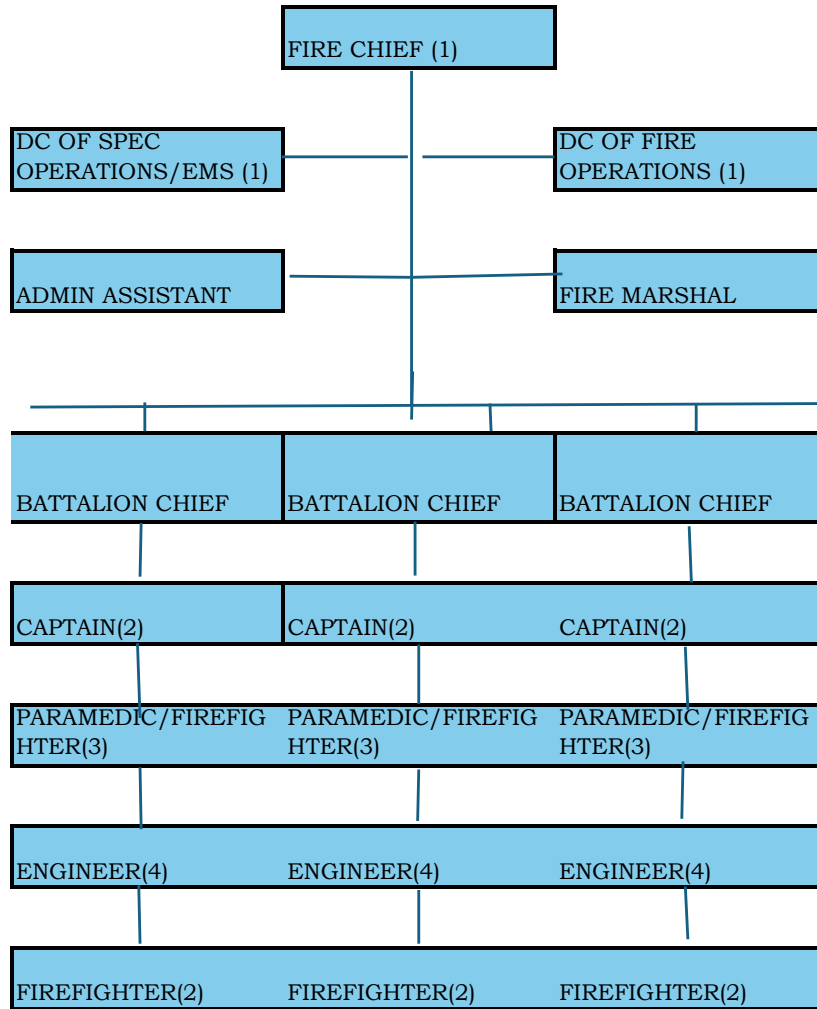 FIRE CHIEF (1)
DC OF SPEC
OPERATIONS/EMS (1)
DC OF FIRE
OPERATIONS (1)
ADMIN ASSISTANT
FIRE MARSHAL
BATTALION CHIEF
BATTALION CHIEF
BATTALION CHIEF
CAPTAIN(2)
CAPTAIN(2)
CAPTAIN(2)
PARAMEDIC/FIREFIG
HTER(3)
PARAMEDIC/FIREFIG
HTER(3)
PARAMEDIC/FIREFIG
HTER(3)
ENGINEER(4)
ENGINEER(4)
ENGINEER(4)
FIREFIGHTER(2)
FIREFIGHTER(2)
FIREFIGHTER(2)